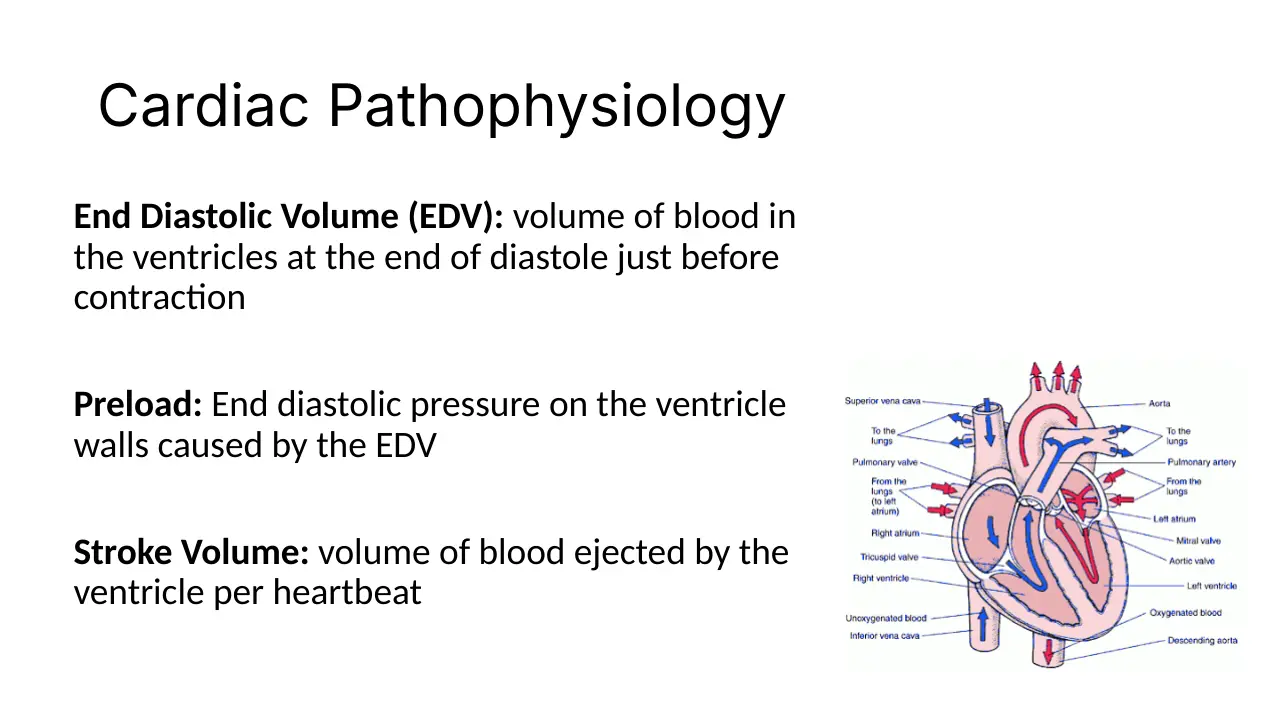 Cardiac Pathophysiology
End Diastolic Volume (EDV): volume of blood in
the ventricles at the end of diastole just before
contraction
Preload: End diastolic pressure on the ventricle
walls caused by the EDV
Stroke Volume: volume of blood ejected by the
ventricle per heartbeat
Superior vena cava
To the
lungs
Pulmonary valve
From the
lungs
(to left
atrium)
Right atrium
Tricuspid valve
Right ventricle
Unoxygenated blood
Inferior vena cava
Aorta
To the
lungs
Pulmonary artery
From the
lungs
Left atrium
Mitral valve
Aortic valve
Left ventricle
Oxygenated blood
Descending aorta